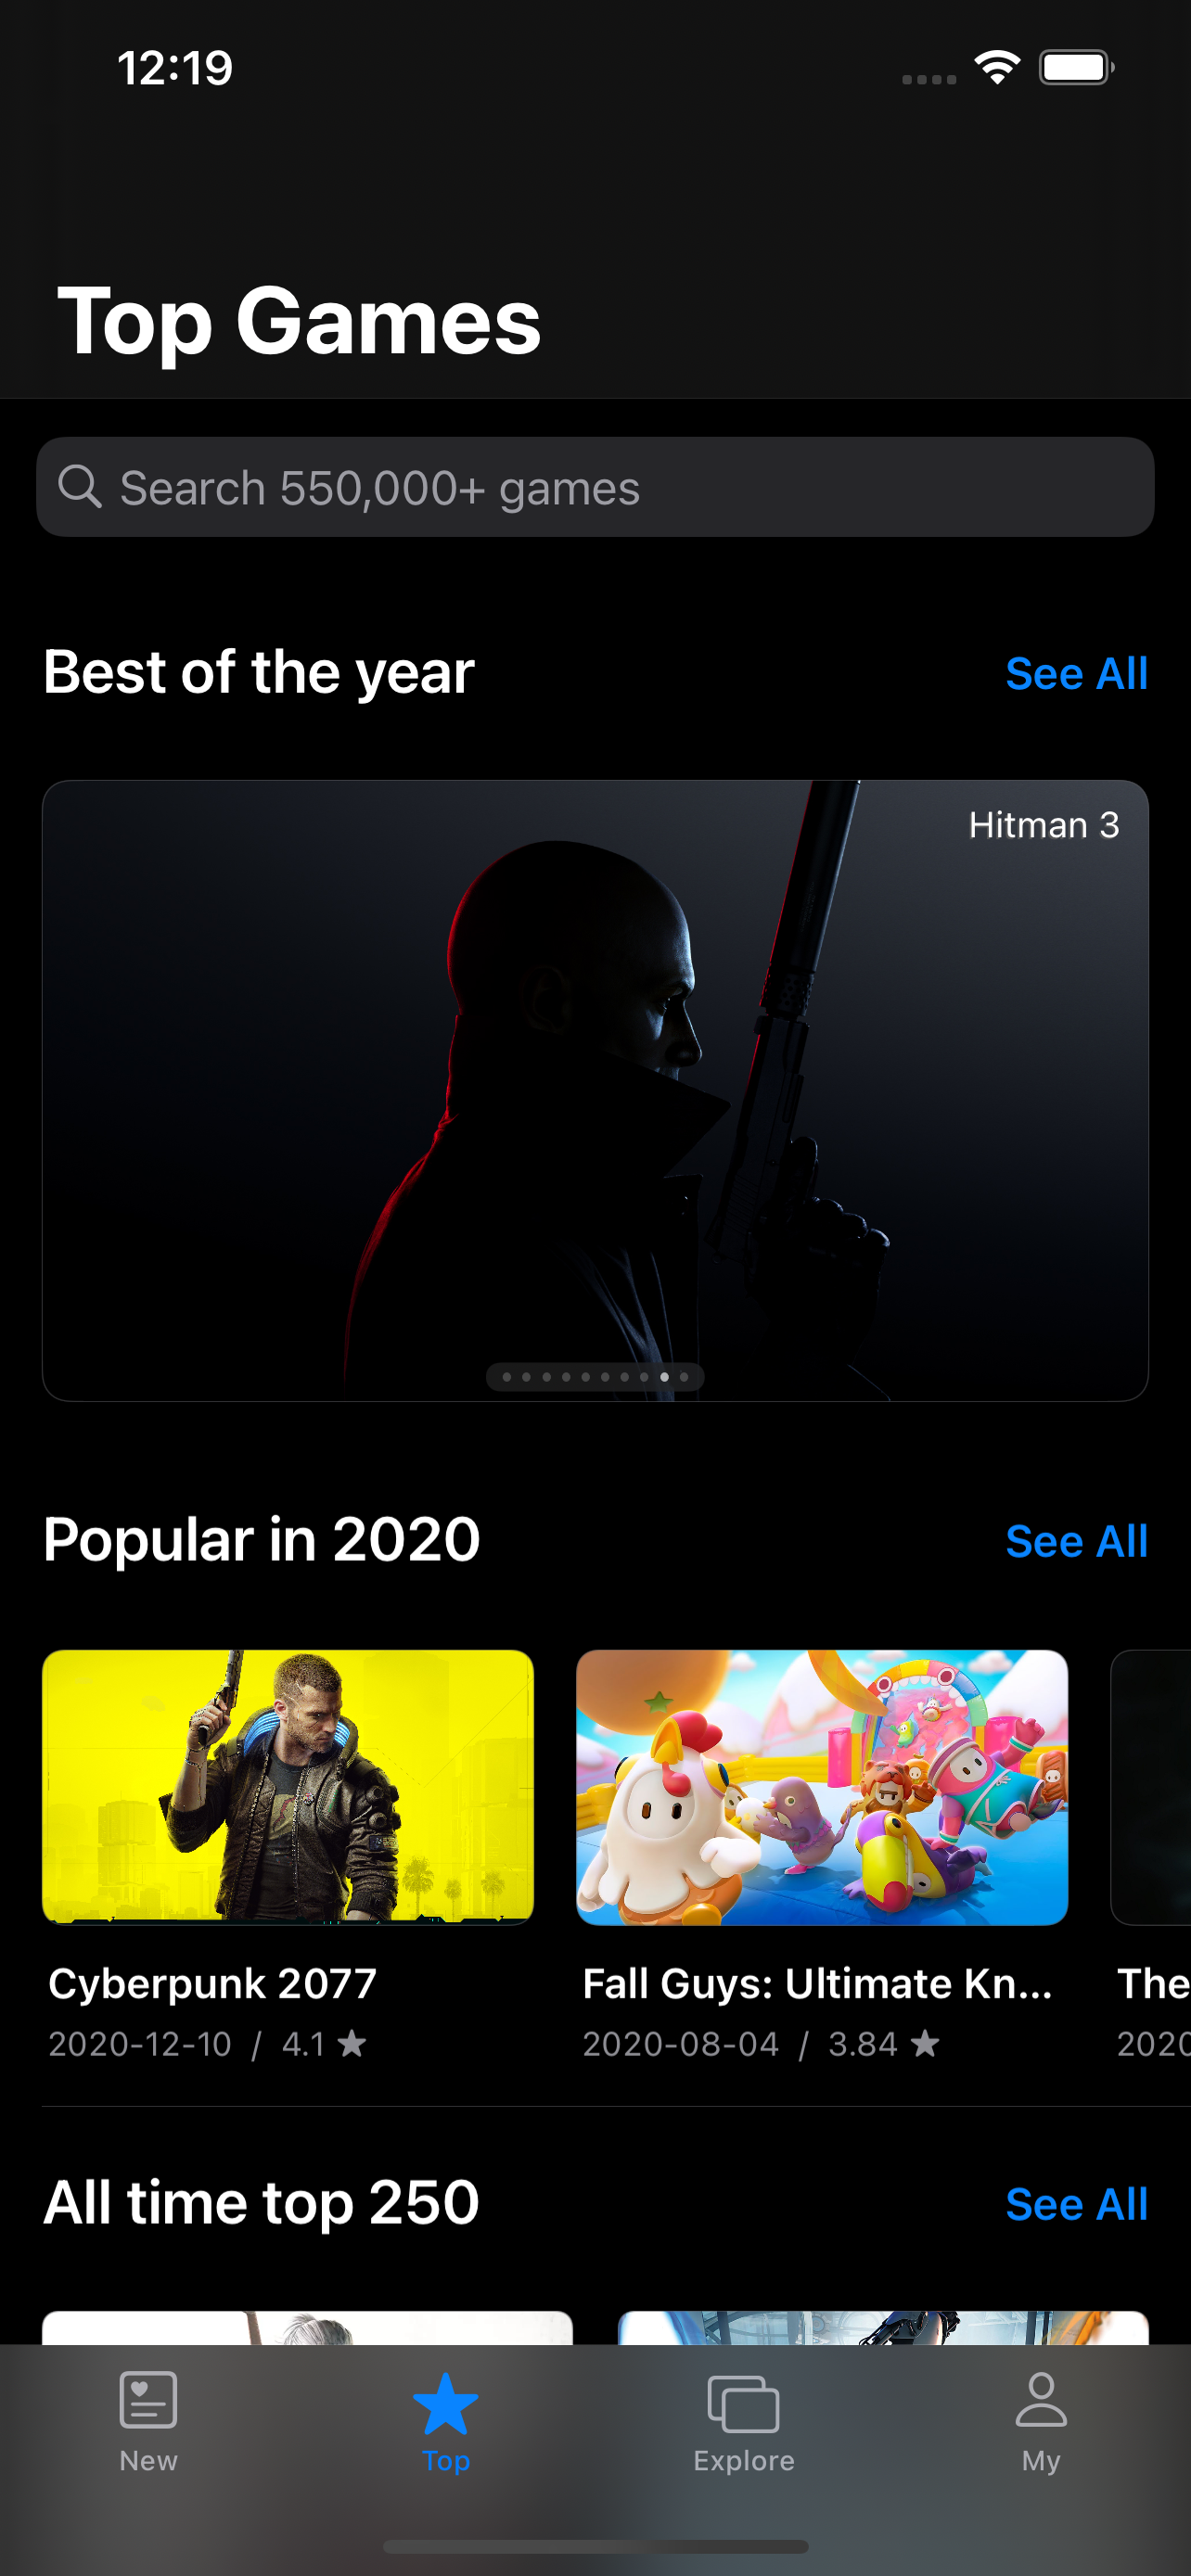 12:19
Top Games
Search 550,000+ games
Best of the year
See All
Hitman 3
Popular in 2020
See All
Cyberpunk 2077
2020-12-10 / 4.1 ★
Fall Guys: Ultimate Kn...
2020-08-04 / 3.84 ★
The
2020
All time top 250
See All
New
Top
Explore
My